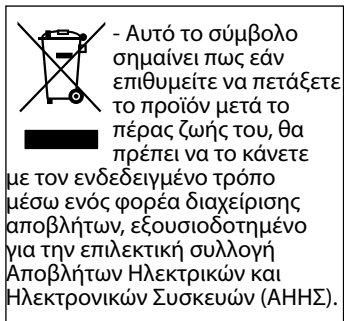 - Αυτό το σύμβολο
σημαίνει πως εάν
επιθυμείτε να πετάξετε
το προϊόν μετά το
πέρας ζωής του, θα
πρέπει να το κάνετε
με τον ενδεδειγμένο τρόπο
μέσω ενός φορέα διαχείρισης
αποβλήτων, εξουσιοδοτημένο
για την επιλεκτική συλλογή
Αποβλήτων Ηλεκτρικών και
Ηλεκτρονικών Συσκευών (ΑΗΗΣ).